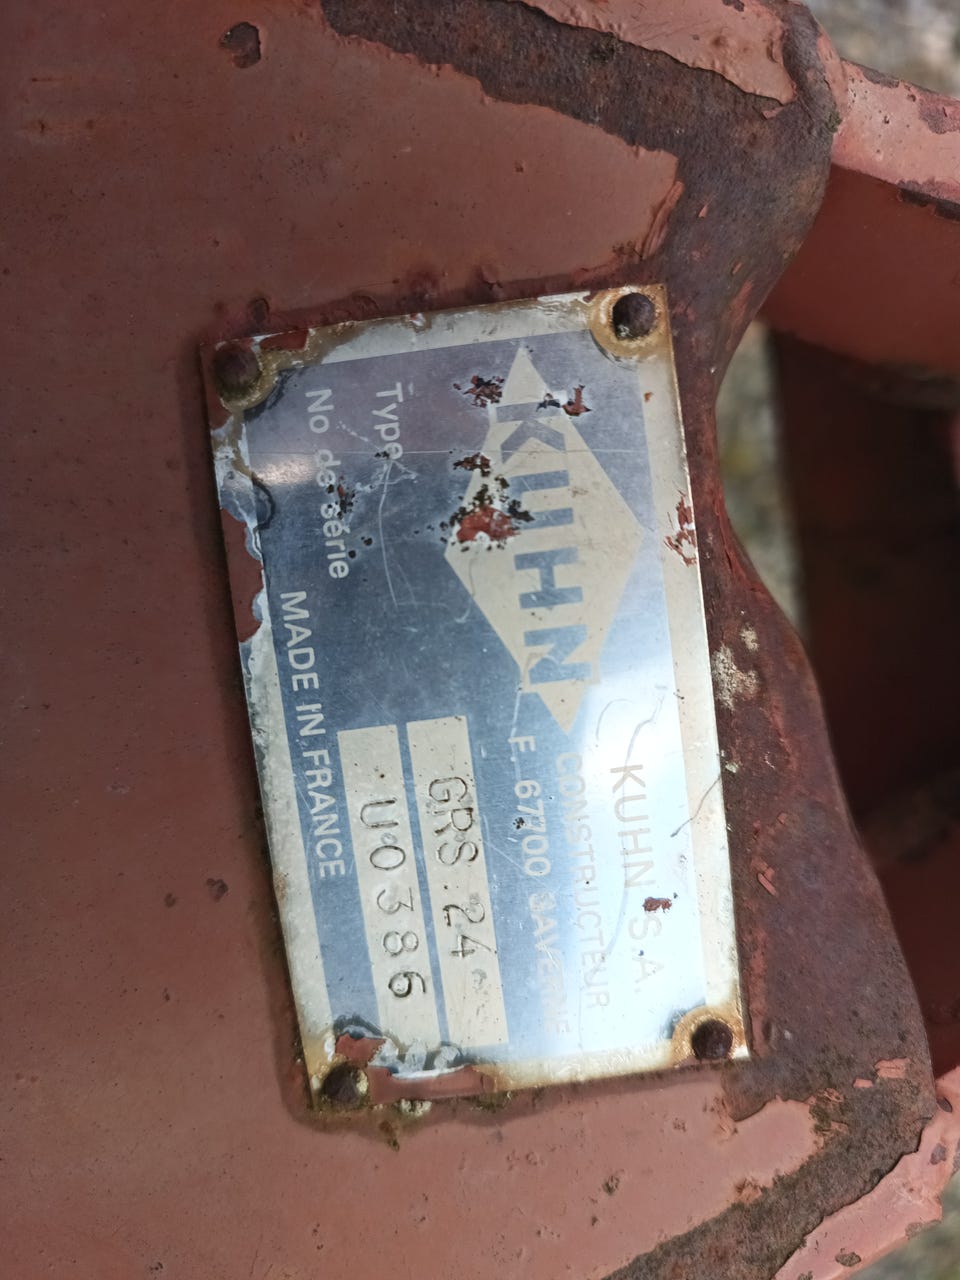 KUHN
KUHN S.A.
CONSTRUCTEUR
F. 67700 SAVERNE
Type
GRS.24
No de série
U0386
MADE IN FRANCE